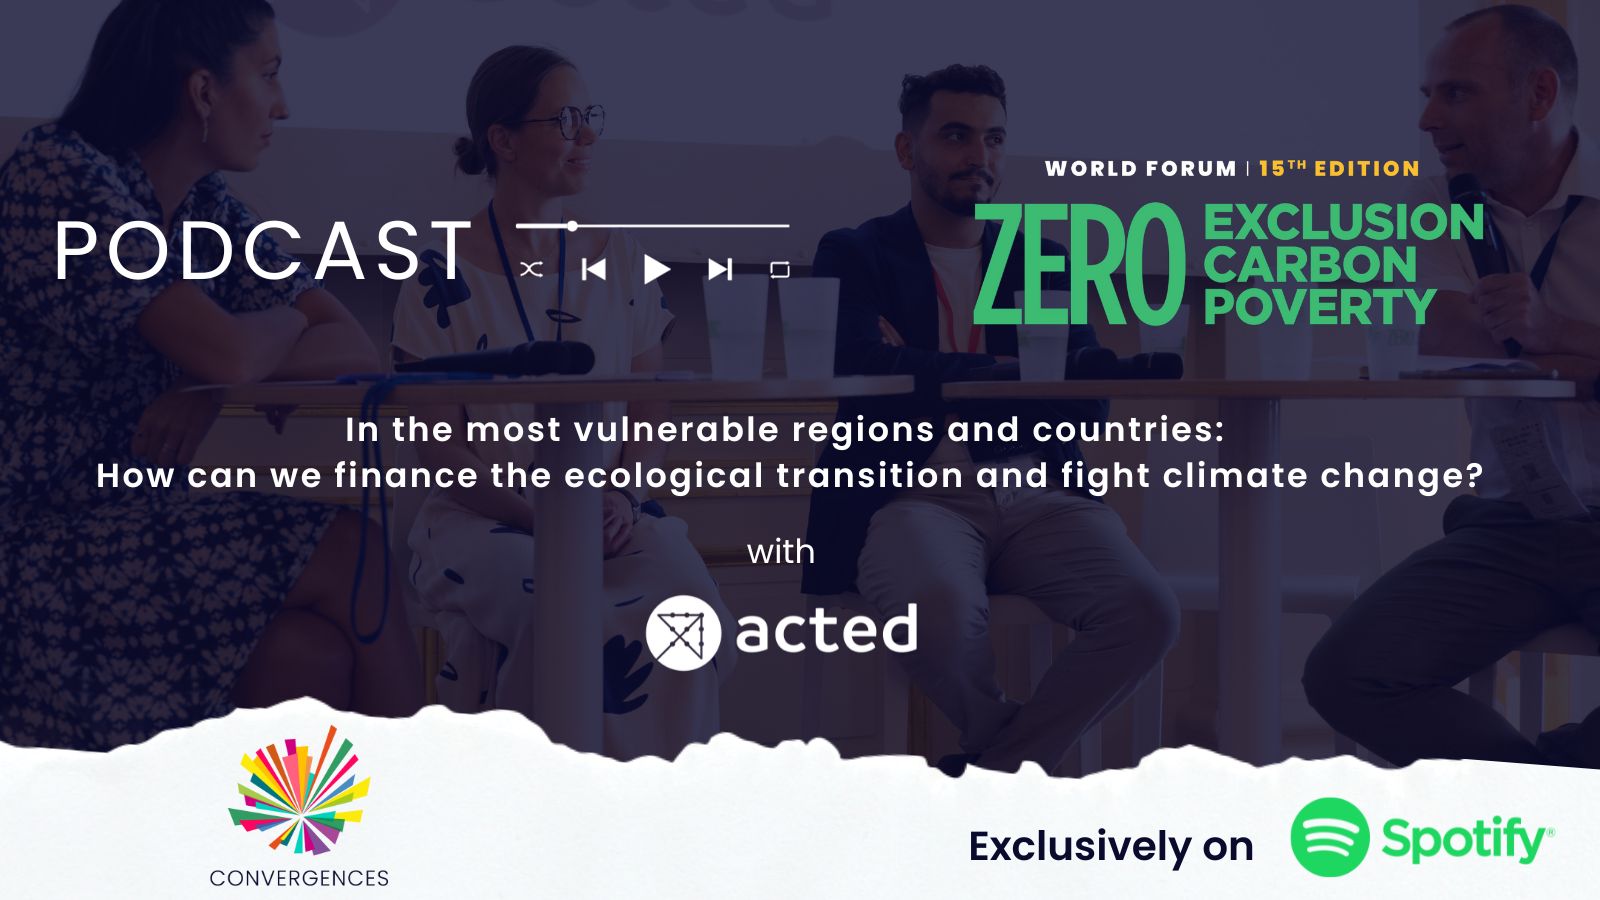 PODCAST
WORLD FORUM | 15TH EDITION
ZERO EXCLUSION
CARBON
POVERTY
In the most vulnerable regions and countries:
How can we finance the ecological transition and fight climate change?
with
acted
CONVERGENCES
Exclusively on Spotify®